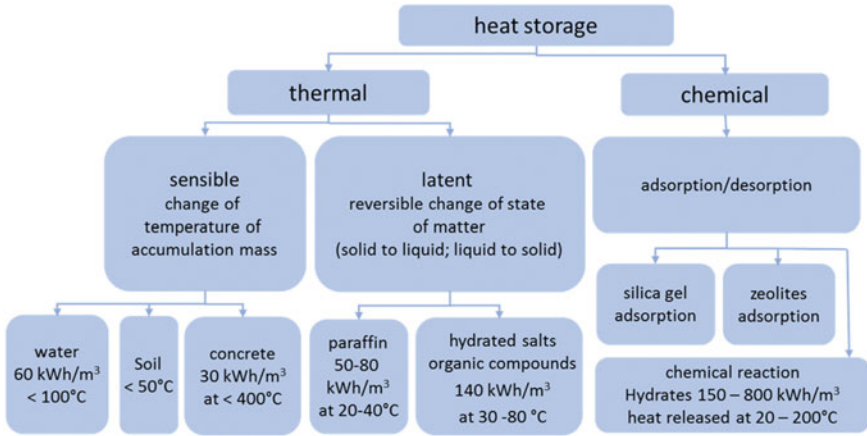 heat storage
thermal
chemical
sensible
change of
temperature of
accumulation mass
latent
reversible change of state
of matter
(solid to liquid; liquid to solid)
adsorption/desorption
water
60 kWh/m³
< 100°C
Soil
< 50°C
concrete
30 kWh/m³
at < 400°C
paraffin
50-80
kWh/m³
at 20-40°C
hydrated salts
organic compounds
140 kWh/m³
at 30 -80 °C
silica gel
adsorption
zeolites
adsorption
chemical reaction
Hydrates 150 – 800 kWh/m³
heat released at 20 – 200°C